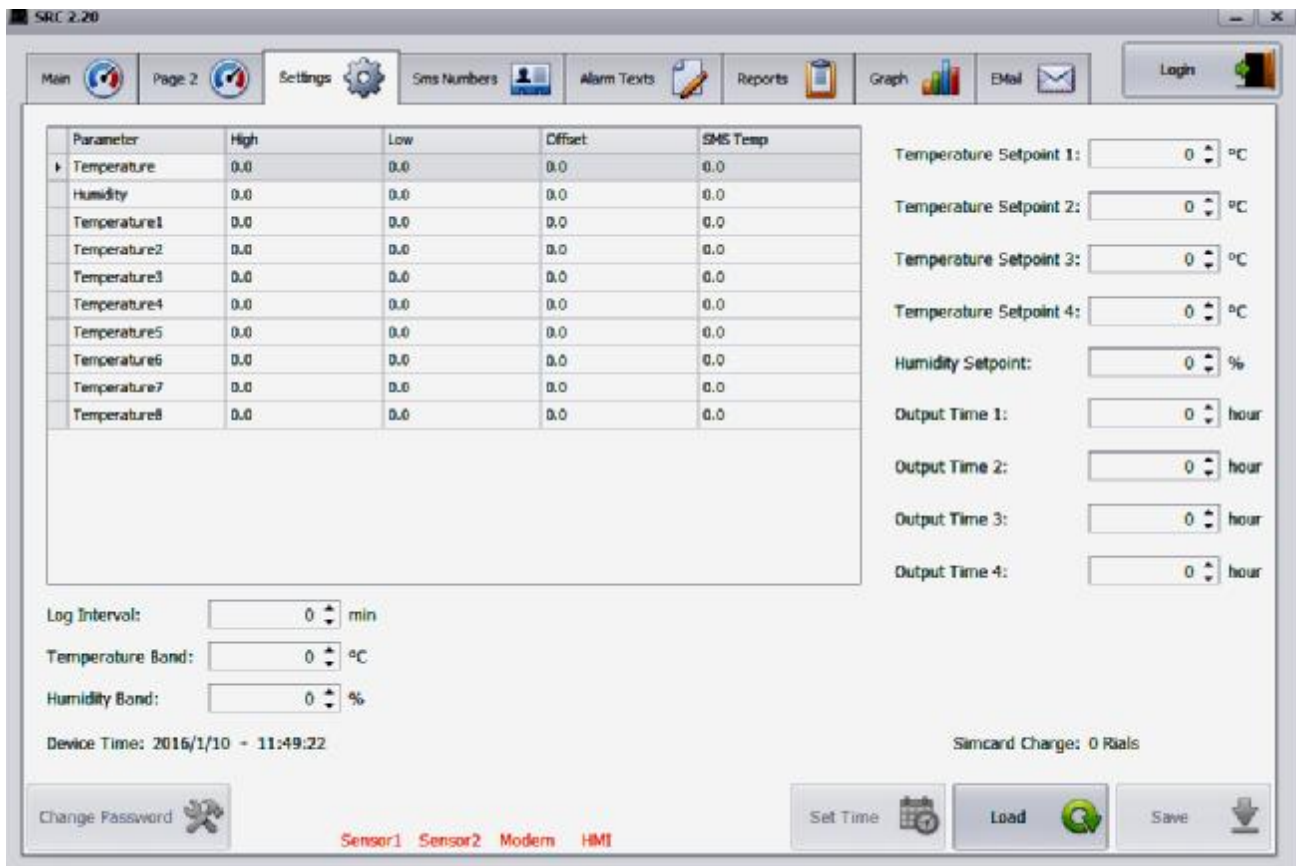 SRC 2.20
Main Page 2 Settings Sms Numbers Alarm Texts Reports Graph EMail Login
Parameter High Low Offset SMS Temp
Temperature 0.0 0.0 0.0 0.0
Humidity 0.0 0.0 0.0 0.0
Temperature1 0.0 0.0 0.0 0.0
Temperature2 0.0 0.0 0.0 0.0
Temperature3 0.0 0.0 0.0 0.0
Temperature4 0.0 0.0 0.0 0.0
Temperature5 0.0 0.0 0.0 0.0
Temperature6 0.0 0.0 0.0 0.0
Temperature7 0.0 0.0 0.0 0.0
Temperature8 0.0 0.0 0.0 0.0
Temperature Setpoint 1: 0 ºC
Temperature Setpoint 2: 0 ºC
Temperature Setpoint 3: 0 ºC
Temperature Setpoint 4: 0 ºC
Humidity Setpoint: 0 %
Output Time 1: 0 hour
Output Time 2: 0 hour
Output Time 3: 0 hour
Output Time 4: 0 hour
Log Interval: 0 min
Temperature Band: 0 ºC
Humidity Band: 0 %
Device Time: 2016/1/10 - 11:49:22
Simcard Charge: 0 Rials
Change Password
Sensor1 Sensor2 Modem HMI
Set Time Load Save